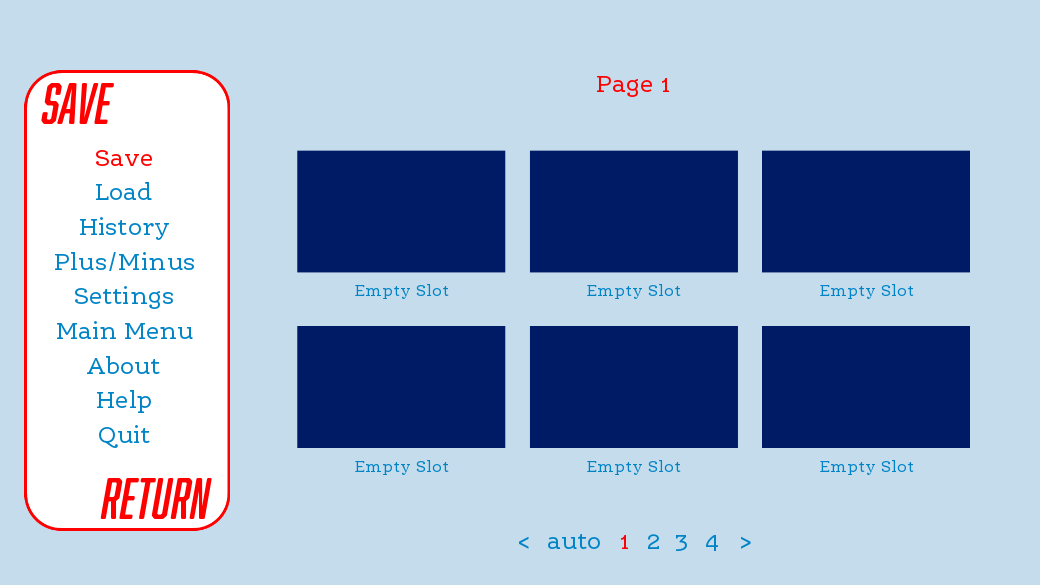 SAVE
Save
Load
History
Plus/Minus
Settings
Main Menu
About
Help
Quit
RETURN
Page 1
Empty Slot Empty Slot Empty Slot
Empty Slot Empty Slot Empty Slot
< auto 1 2 3 4 >